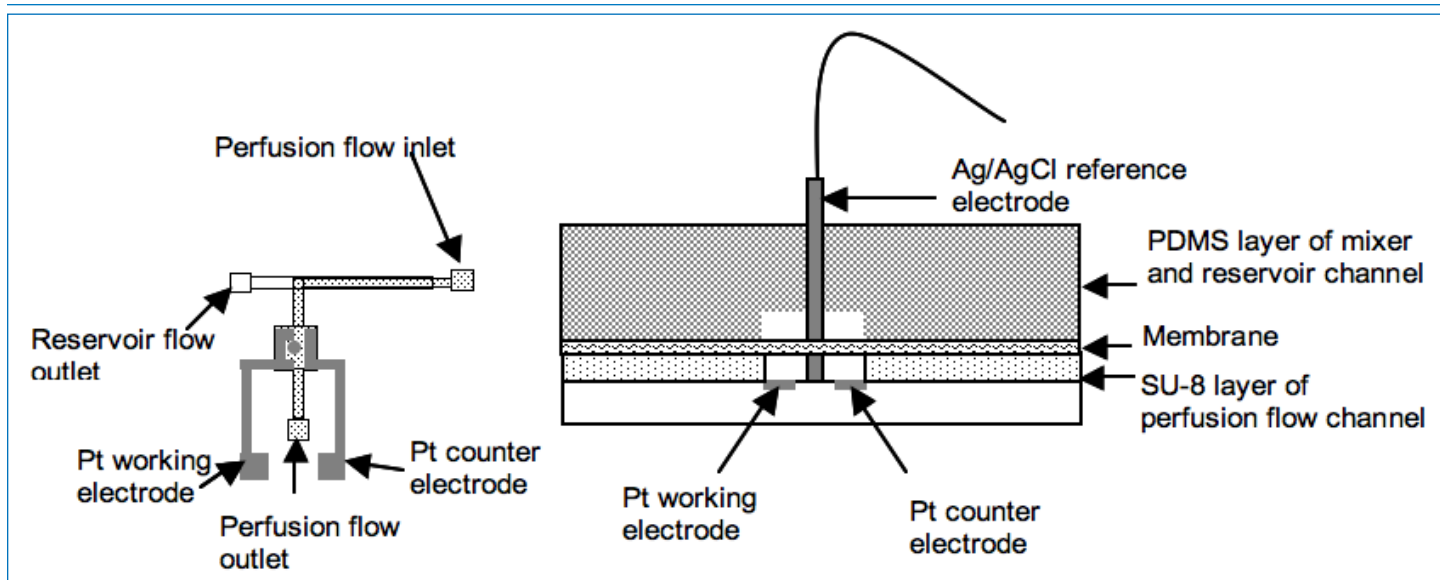 Perfusion flow inlet
Reservoir flow
outlet
Pt working
electrode
Perfusion flow
outlet
Pt counter
electrode
Ag/AgCl reference
electrode
PDMS layer of mixer
and reservoir channel
Membrane
SU-8 layer of
perfusion flow channel
Pt working
electrode
Pt counter
electrode